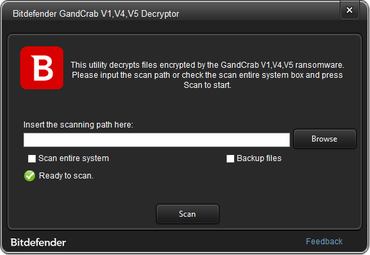 Bitdefender GandCrab V1,V4,V5 Decryptor
B
This utility decrypts files encrypted by the GandCrab V1,V4,V5 ransomware.
Please input the scan path or check the scan entire system box and press
Scan to start.
Insert the scanning path here:
Browse
Scan entire system
Backup files
Ready to scan.
Scan
Bitdefender
Feedback